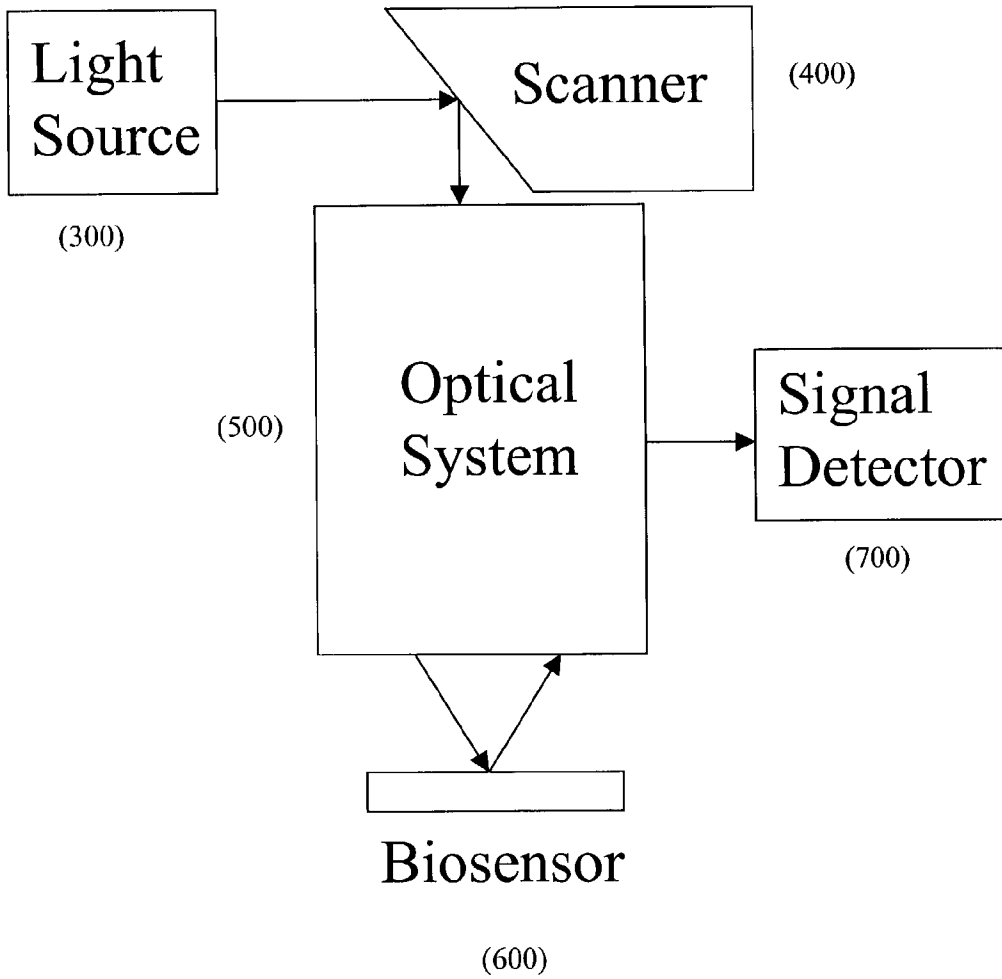 Light
Source
(300)
Scanner
(400)
Optical
System
(500)
Signal
Detector
(700)
Biosensor
(600)